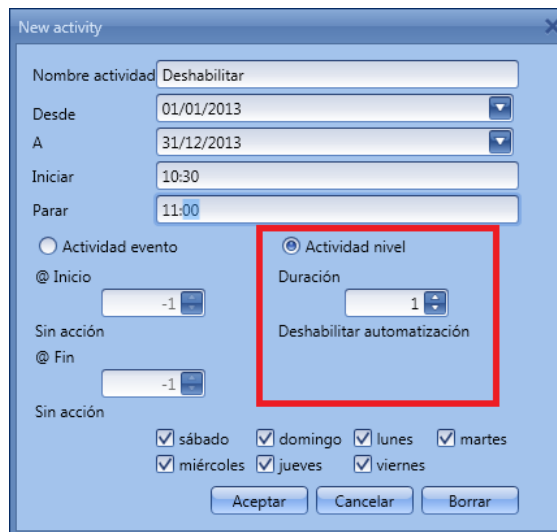 New activity
Nombre actividad Deshabilitar
Desde 01/01/2013
A 31/12/2013
Iniciar 10:30
Parar 11:00
Actividad evento Actividad nivel
@ Inicio Duración
-1 1
Sin acción Deshabilitar automatización
@ Fin
-1
Sin acción
sábado domingo lunes martes
miércoles jueves viernes
Aceptar Cancelar Borrar